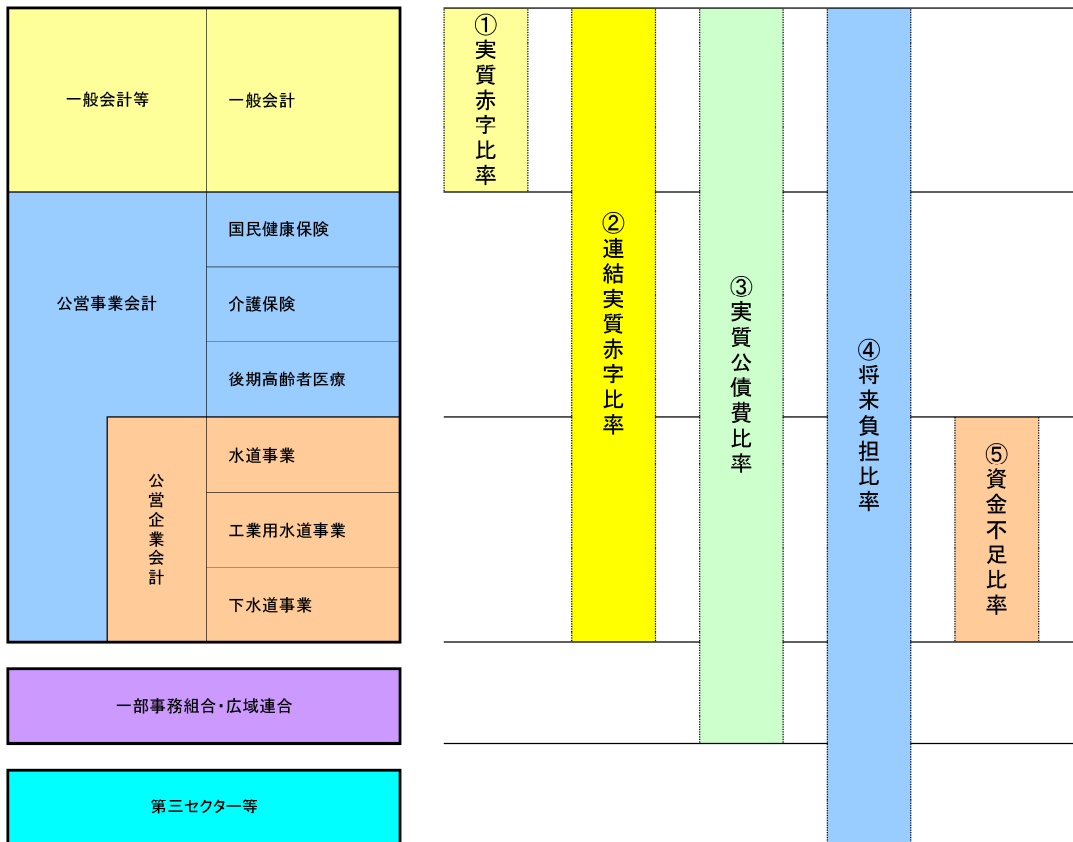 一般会計等
一般会計
公営事業会計
国民健康保険
介護保険
後期高齢者医療
公営企業会計
水道事業
工業用水道事業
下水道事業
一部事務組合・広域連合
第三セクター等
①実質赤字比率
②連結実質赤字比率
③実質公債費比率
④将来負担比率
⑤資金不足比率